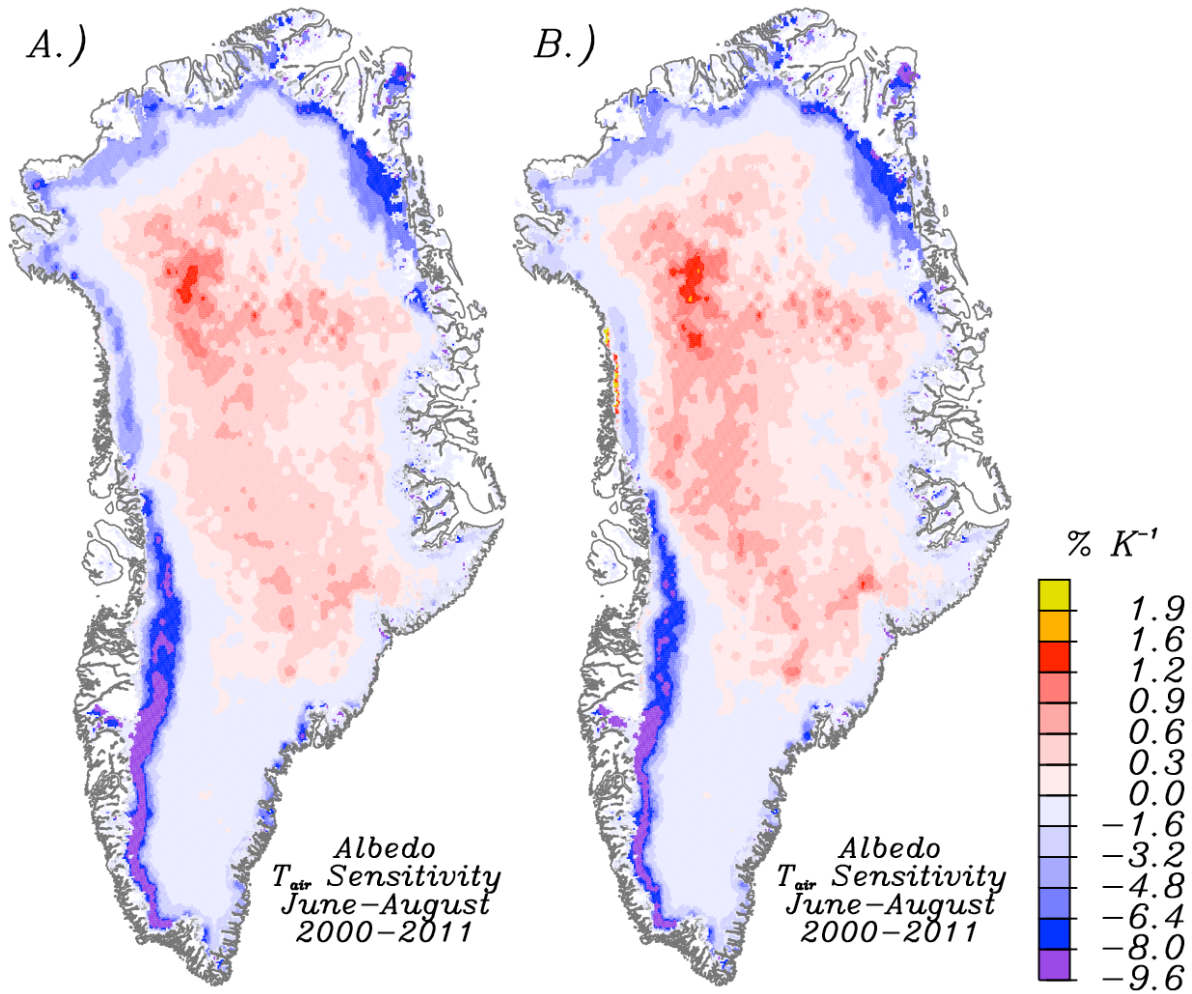 A.)
B.)
Albedo
Tair Sensitivity
June-August
2000-2011
Albedo
Tair Sensitivity
June-August
2000-2011
% K⁻¹
1.9
1.6
1.2
0.9
0.6
0.3
0.0
-1.6
-3.2
-4.8
-6.4
-8.0
-9.6